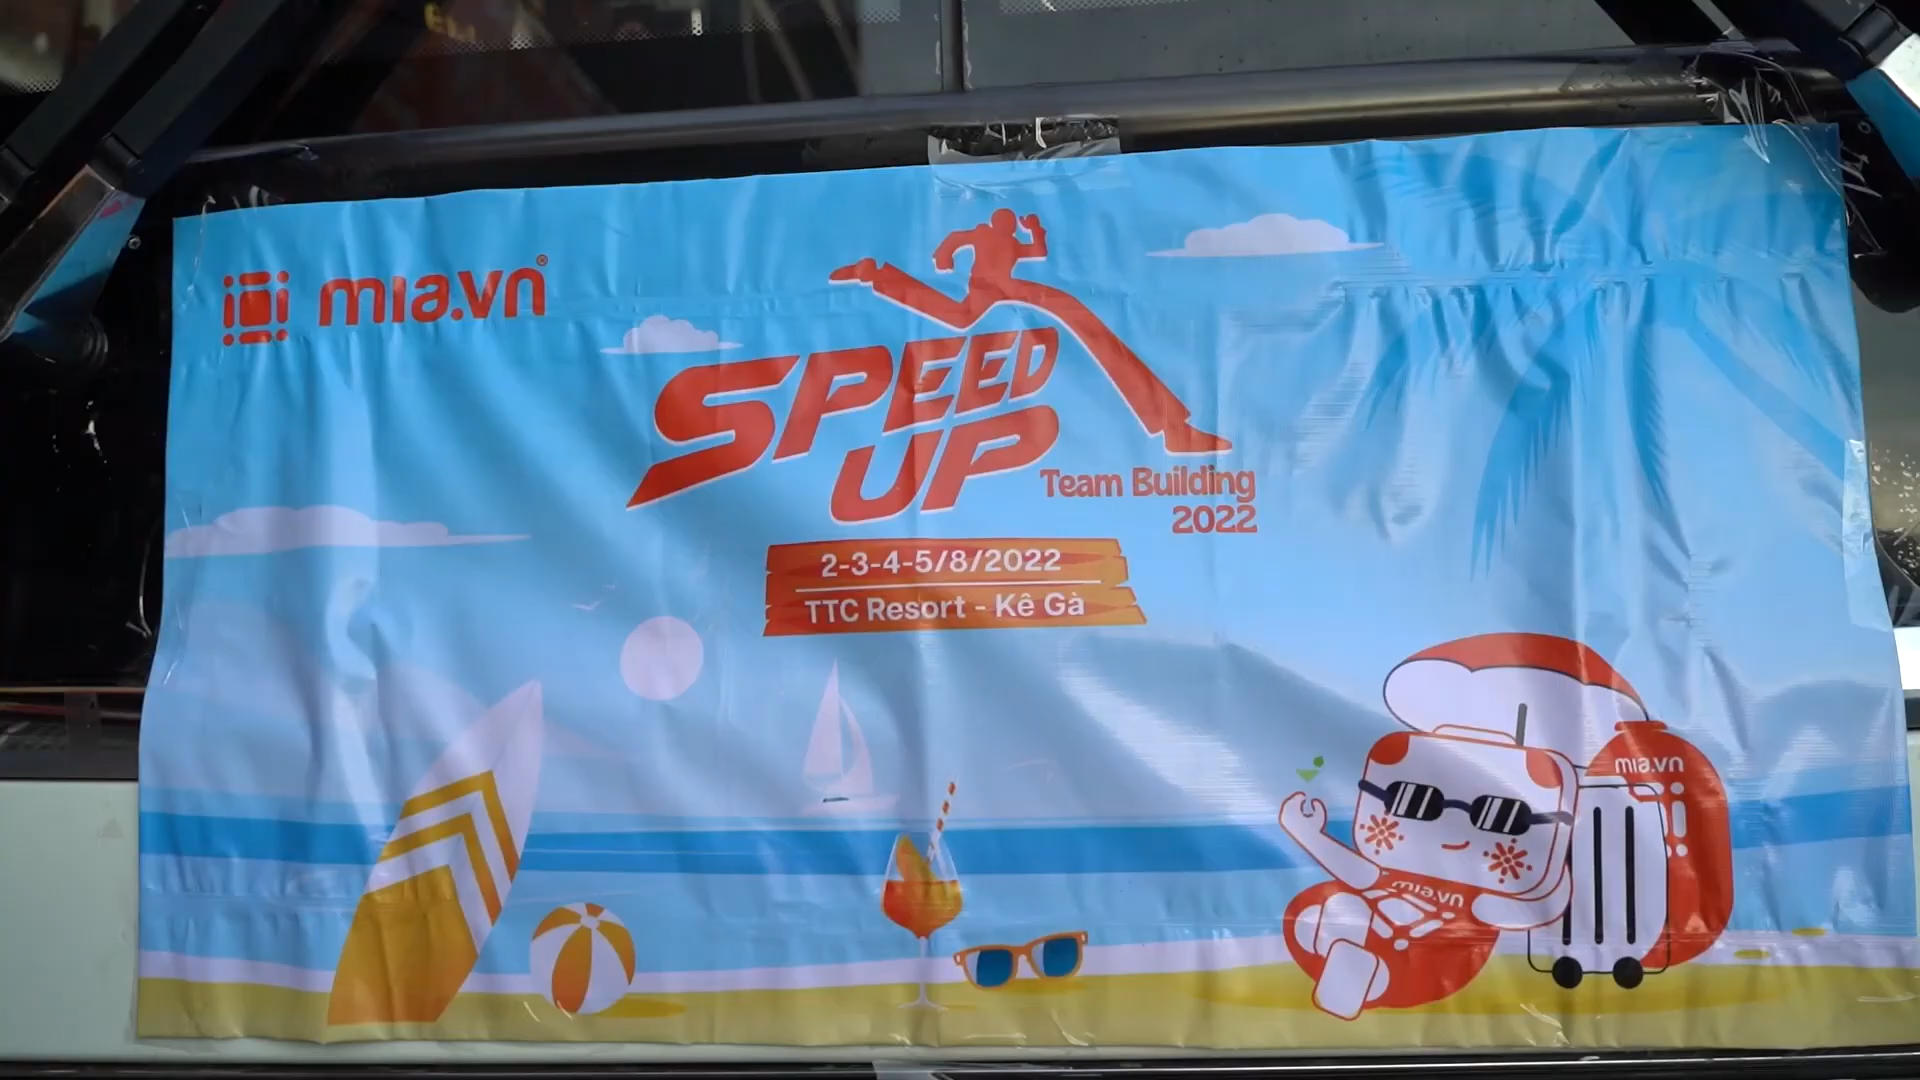 mia.vn®
SPEED
UP
Team Building
2022
2-3-4-5/8/2022
TTC Resort - Kê Gà
mia.vn
mia.vn